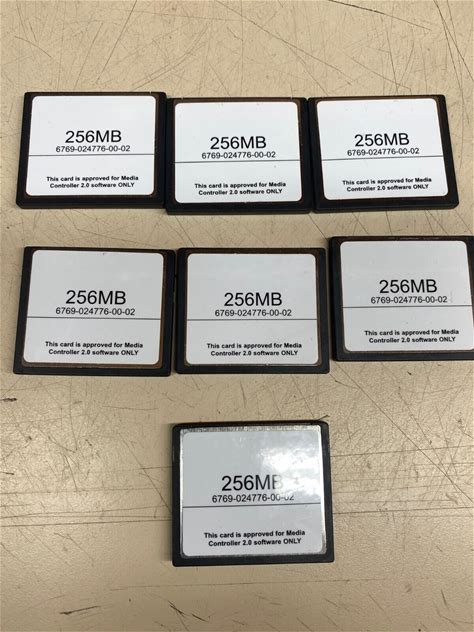 256MB
6769-024776-00-02
This card is approved for Media
Controller 2.0 software ONLY
256MB
6769-024776-00-02
This card is approved for Media
Controller 2.0 software ONLY
256MB
6769-024776-00-02
This card is approved for Media
Controller 2.0 software ONLY
256MB
6769-024776-00-02
This card is approved for Media
Controller 2.0 software ONLY
256MB
6769-024776-00-02
This card is approved for Media
Controller 2.0 software ONLY
256MB
6769-024776-00-02
This card is approved for Media
Controller 2.0 software ONLY
256MB
6769-024776-00-02
This card is approved for Media
Controller 2.0 software ONLY